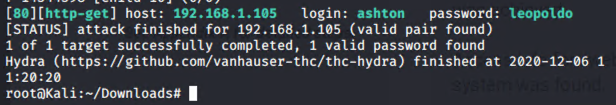 [80][http-get] host: 192.168.1.105   login: ashton   password: leopoldo
[STATUS] attack finished for 192.168.1.105 (valid pair found)
1 of 1 target successfully completed, 1 valid password found
Hydra (https://github.com/vanhauser-thc/thc-hydra) finished at 2020-12-06 1
1:20:20
root@Kali:~/Downloads#
system was found.